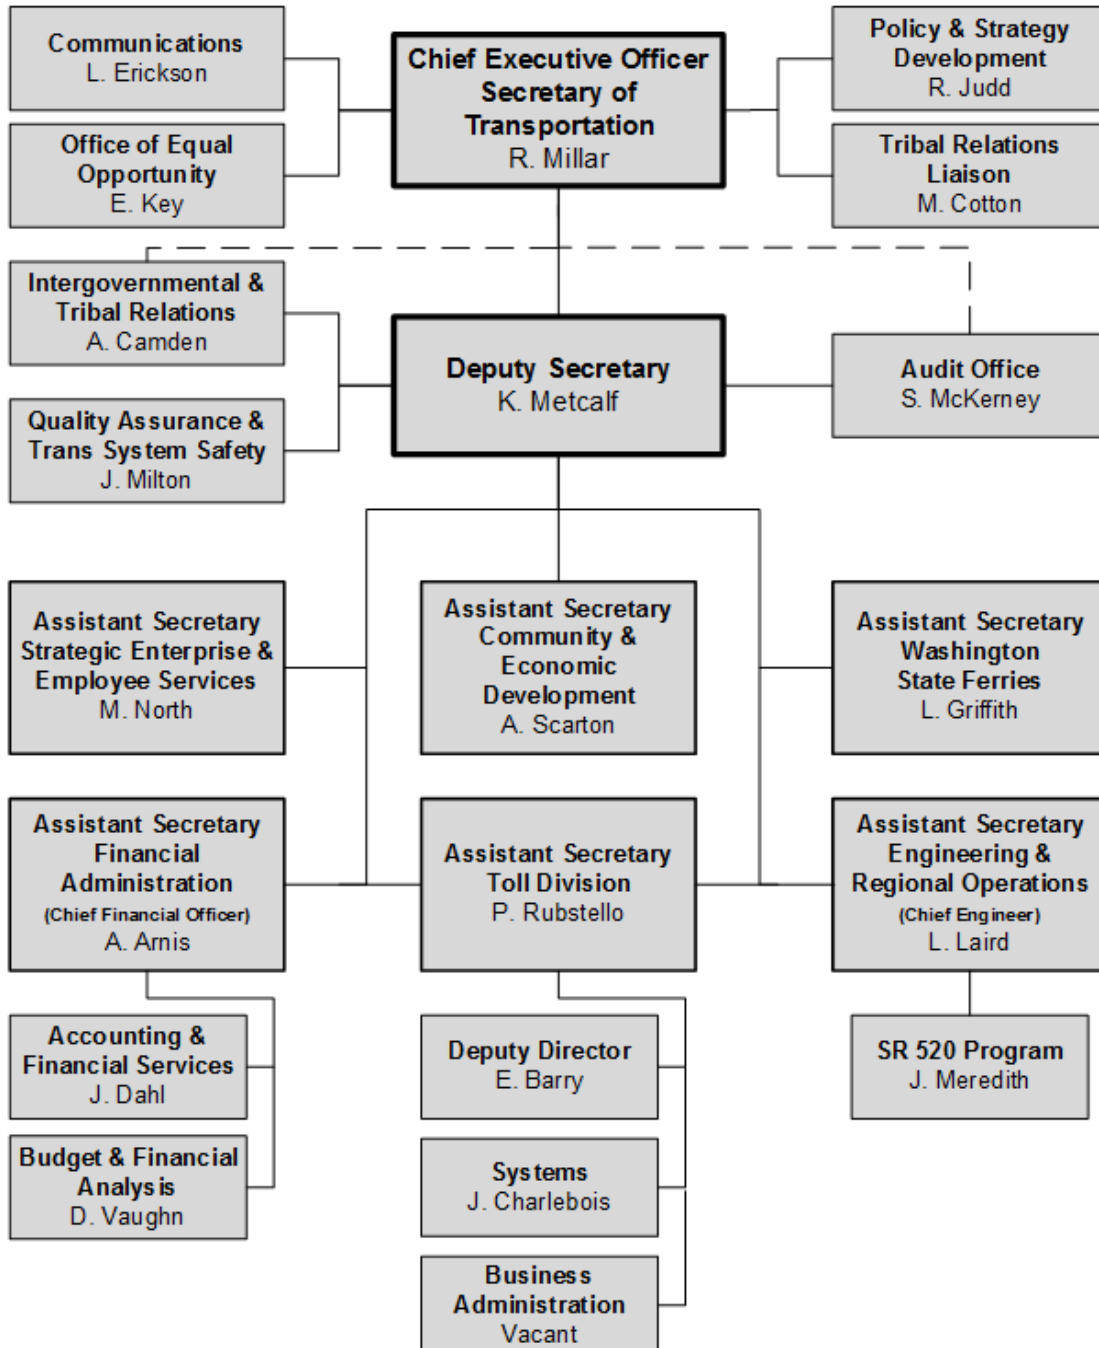 Communications
L. Erickson
Chief Executive Officer
Secretary of
Transportation
R. Millar
Policy & Strategy
Development
R. Judd
Office of Equal
Opportunity
E. Key
Tribal Relations
Liaison
M. Cotton
Intergovernmental &
Tribal Relations
A. Camden
Deputy Secretary
K. Metcalf
Audit Office
S. McKerney
Quality Assurance &
Trans System Safety
J. Milton
Assistant Secretary
Strategic Enterprise &
Employee Services
M. North
Assistant Secretary
Community &
Economic
Development
A. Scarton
Assistant Secretary
Washington
State Ferries
L. Griffith
Assistant Secretary
Financial
Administration
(Chief Financial Officer)
A. Arnis
Assistant Secretary
Toll Division
P. Rubstello
Assistant Secretary
Engineering &
Regional Operations
(Chief Engineer)
L. Laird
Accounting &
Financial Services
J. Dahl
Deputy Director
E. Barry
SR 520 Program
J. Meredith
Budget & Financial
Analysis
D. Vaughn
Systems
J. Charlebois
Business
Administration
Vacant